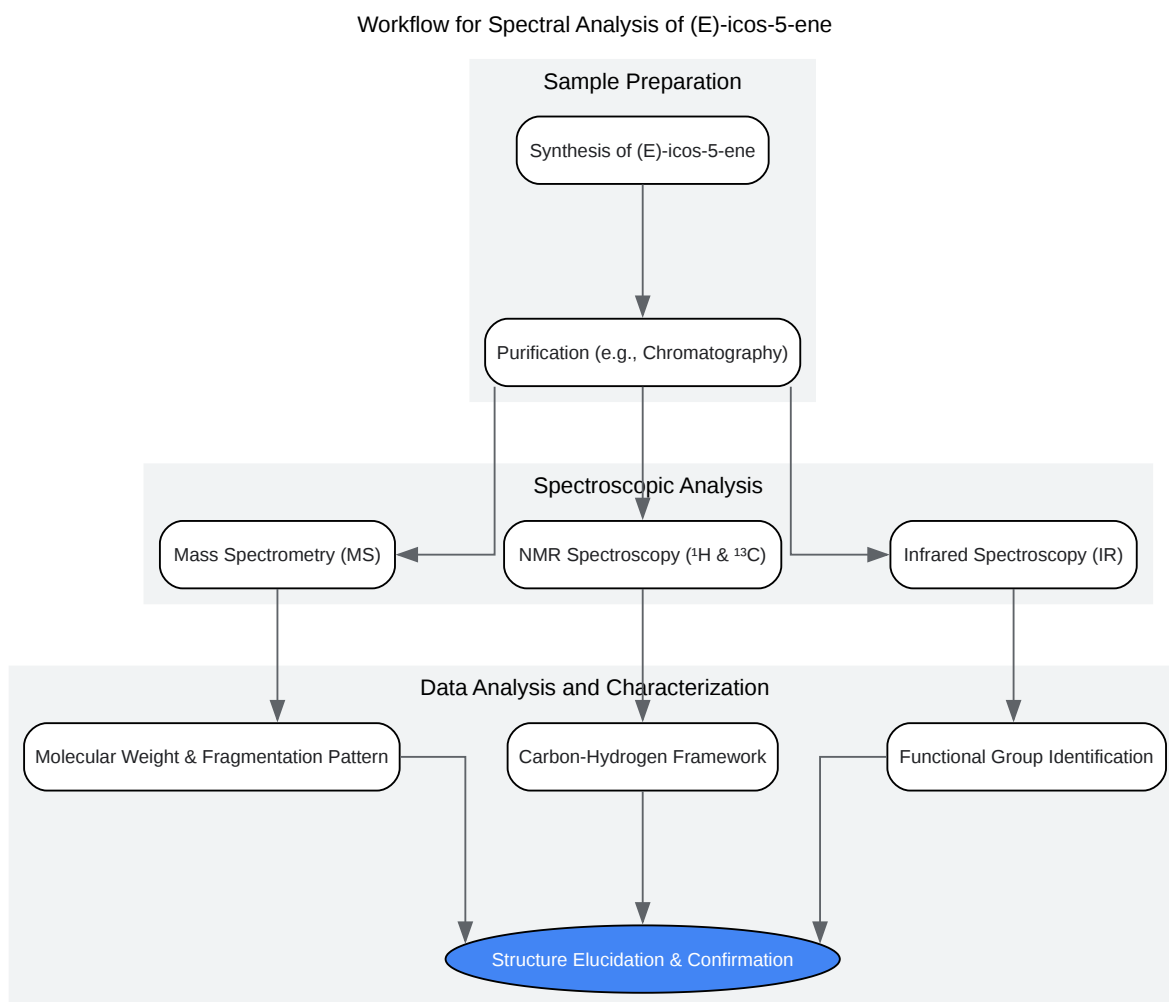 Workflow for Spectral Analysis of (E)-icos-5-ene
Sample Preparation
Synthesis of (E)-icos-5-ene
Purification (e.g., Chromatography)
Spectroscopic Analysis
Mass Spectrometry (MS)
NMR Spectroscopy (¹H & ¹³C)
Infrared Spectroscopy (IR)
Data Analysis and Characterization
Molecular Weight & Fragmentation Pattern
Carbon-Hydrogen Framework
Functional Group Identification
Structure Elucidation & Confirmation